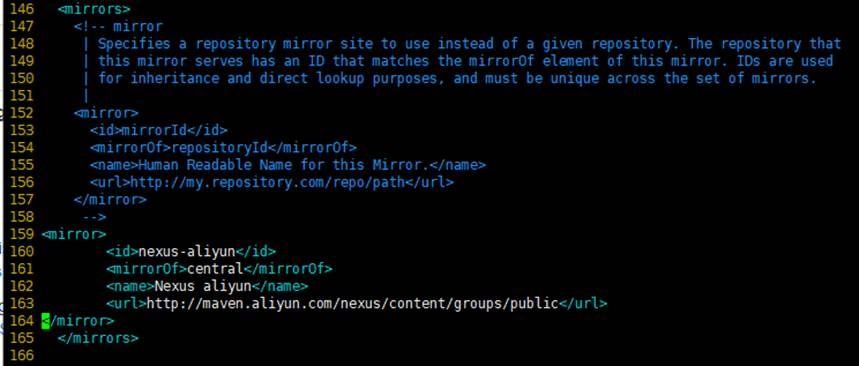 146   <mirrors>
147     <!-- mirror
148      | Specifies a repository mirror site to use instead of a given repository. The repository that
149      | this mirror serves has an ID that matches the mirrorOf element of this mirror. IDs are used
150      | for inheritance and direct lookup purposes, and must be unique across the set of mirrors.
151      |
152     <mirror>
153       <id>mirrorId</id>
154       <mirrorOf>repositoryId</mirrorOf>
155       <name>Human Readable Name for this Mirror.</name>
156       <url>http://my.repository.com/repo/path</url>
157     </mirror>
158      -->
159 <mirror>
160         <id>nexus-aliyun</id>
161         <mirrorOf>central</mirrorOf>
162         <name>Nexus aliyun</name>
163         <url>http://maven.aliyun.com/nexus/content/groups/public</url>
164 </mirror>
165   </mirrors>
166